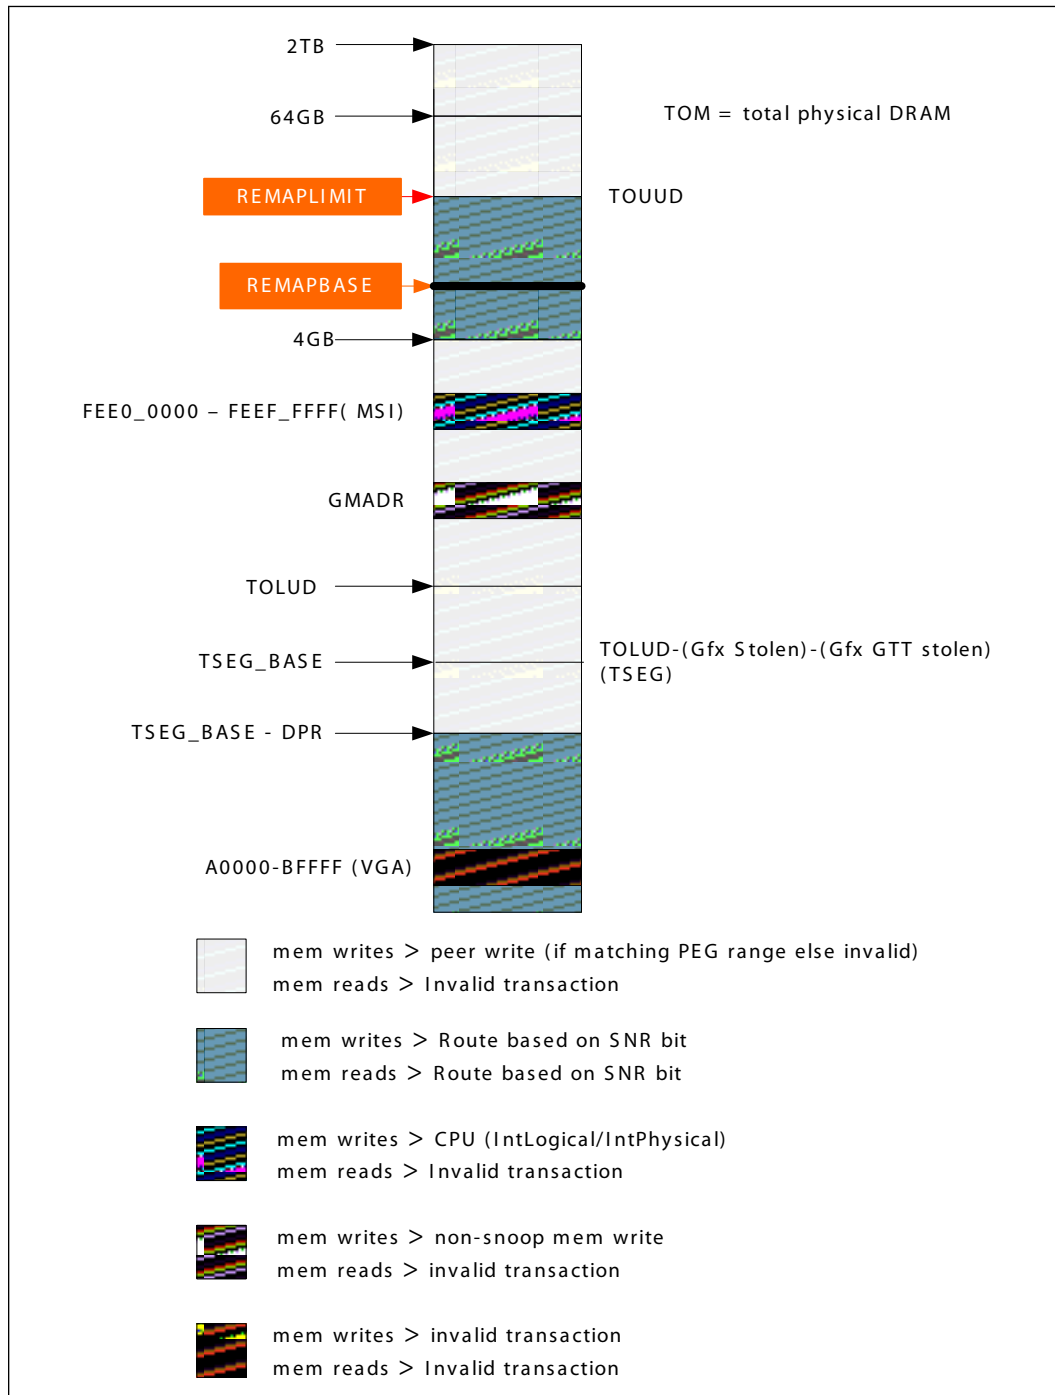 2TB
64GB
TOM = total physical DRAM
REMAPLIMIT
TOUUD
REMAPBASE
4GB
FEE0_0000 – FEEF_FFFF( MSI)
GMADR
TOLUD
TSEG_BASE
TOLUD-(Gfx Stolen)-(Gfx GTT stolen)
(TSEG)
TSEG_BASE - DPR
A0000-BFFFF (VGA)
mem writes > peer write (if matching PEG range else invalid)
mem reads > Invalid transaction
mem writes > Route based on SNR bit
mem reads > Route based on SNR bit
mem writes > CPU (IntLogical/IntPhysical)
mem reads > Invalid transaction
mem writes > non-snoop mem write
mem reads > invalid transaction
mem writes > invalid transaction
mem reads > Invalid transaction